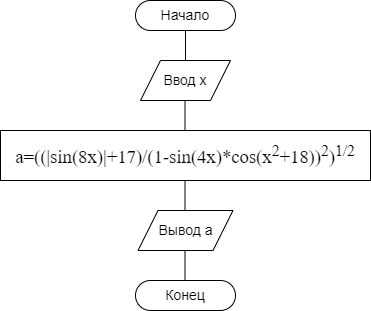 Начало
Ввод x
a=((|sin(8x)|+17)/(1-sin(4x)*cos(x²+18))²)¹/²
Вывод a
Конец